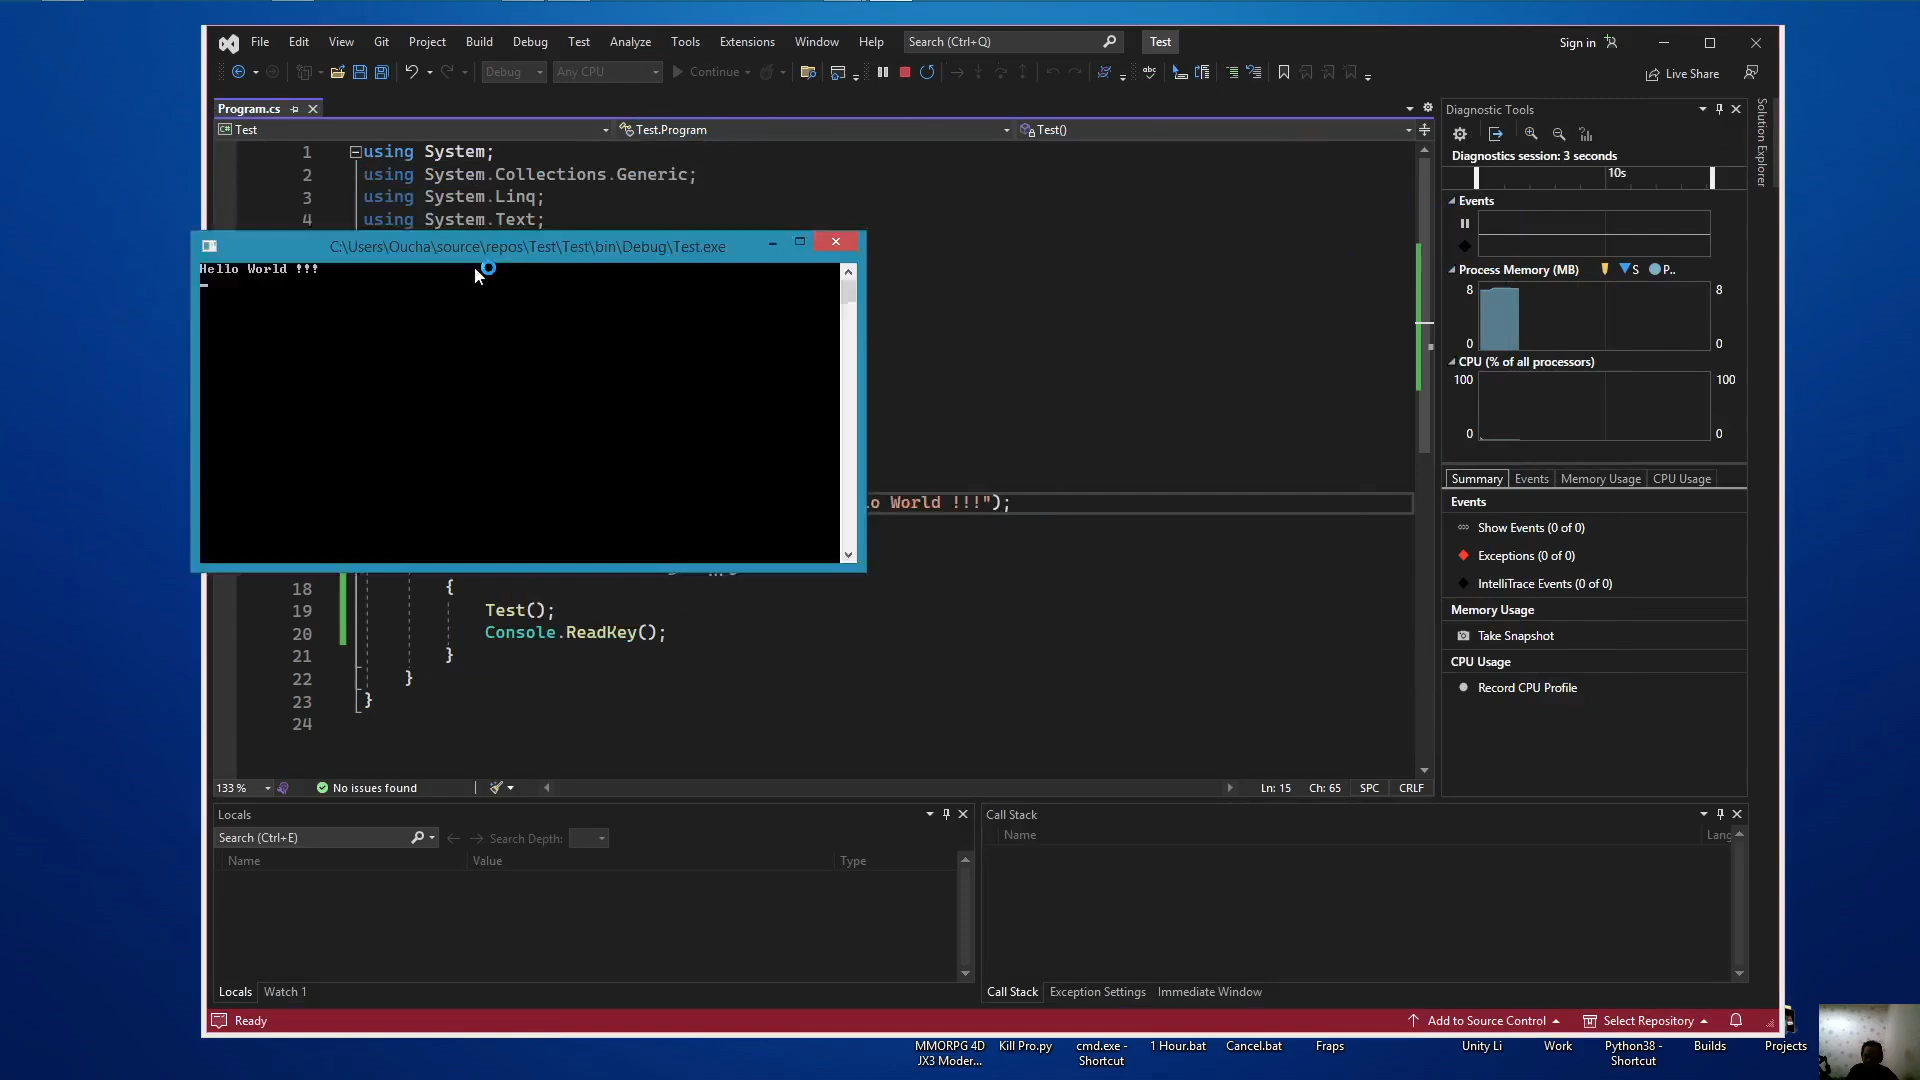 File Edit View Git Project Build Debug Test Analyze Tools Extensions Window Help Search (Ctrl+Q) Test Sign in
Debug Any CPU Continue Live Share
Program.cs
Test Test.Program Test()
1 using System;
2 using System.Collections.Generic;
3 using System.Linq;
4 using System.Text;
C:\Users\Oucha\source\repos\Test\Test\bin\Debug\Test.exe
Hello World !!!
o World !!!");
18 {
19 Test();
20 Console.ReadKey();
21 }
22 }
23 }
24
133 % No issues found Ln: 15 Ch: 65 SPC CRLF
Diagnostic Tools
Diagnostics session: 3 seconds
10s
Events
Process Memory (MB) S P..
8 8
0 0
CPU (% of all processors)
100 100
0 0
Summary Events Memory Usage CPU Usage
Events
Show Events (0 of 0)
Exceptions (0 of 0)
IntelliTrace Events (0 of 0)
Memory Usage
Take Snapshot
CPU Usage
Record CPU Profile
Solution Explorer
Locals
Search (Ctrl+E) Search Depth:
Name Value Type
Locals Watch 1
Call Stack
Name Lang
Call Stack Exception Settings Immediate Window
Ready Add to Source Control Select Repository
MMORPG 4D
JX3 Moder...
Kill Pro.py
cmd.exe -
Shortcut
1 Hour.bat
Cancel.bat
Fraps
Unity Li
Work
Python38 -
Shortcut
Builds
Projects